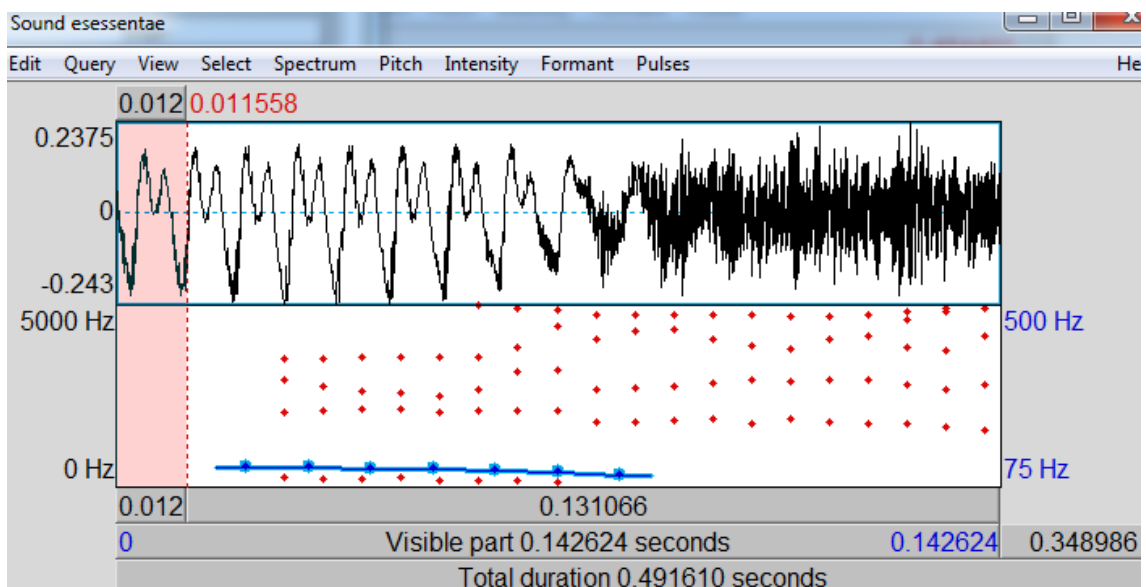 Sound esessentae
Edit Query View Select Spectrum Pitch Intensity Formant Pulses He
0.012 0.011558
0.2375
0
-0.243
5000 Hz 500 Hz
0 Hz 75 Hz
0.012 0.131066
0 Visible part 0.142624 seconds 0.142624 0.348986
Total duration 0.491610 seconds